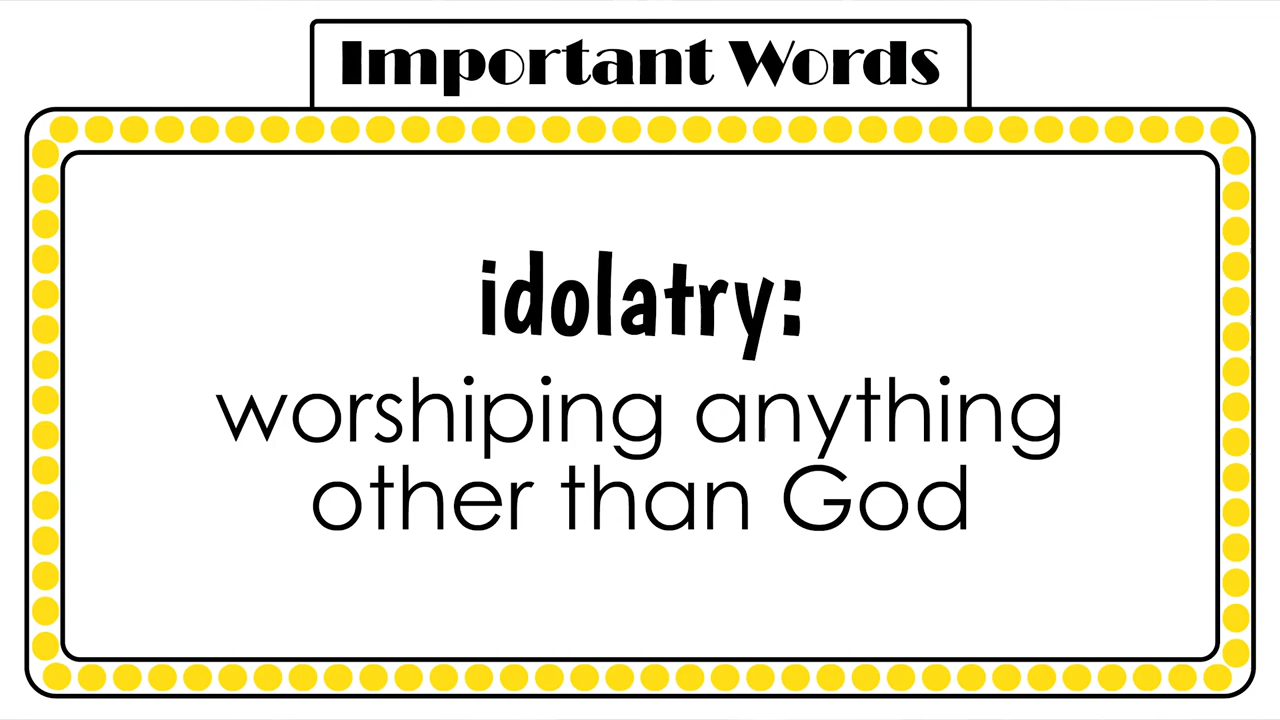 Important Words
idolatry:
worshiping anything
other than God